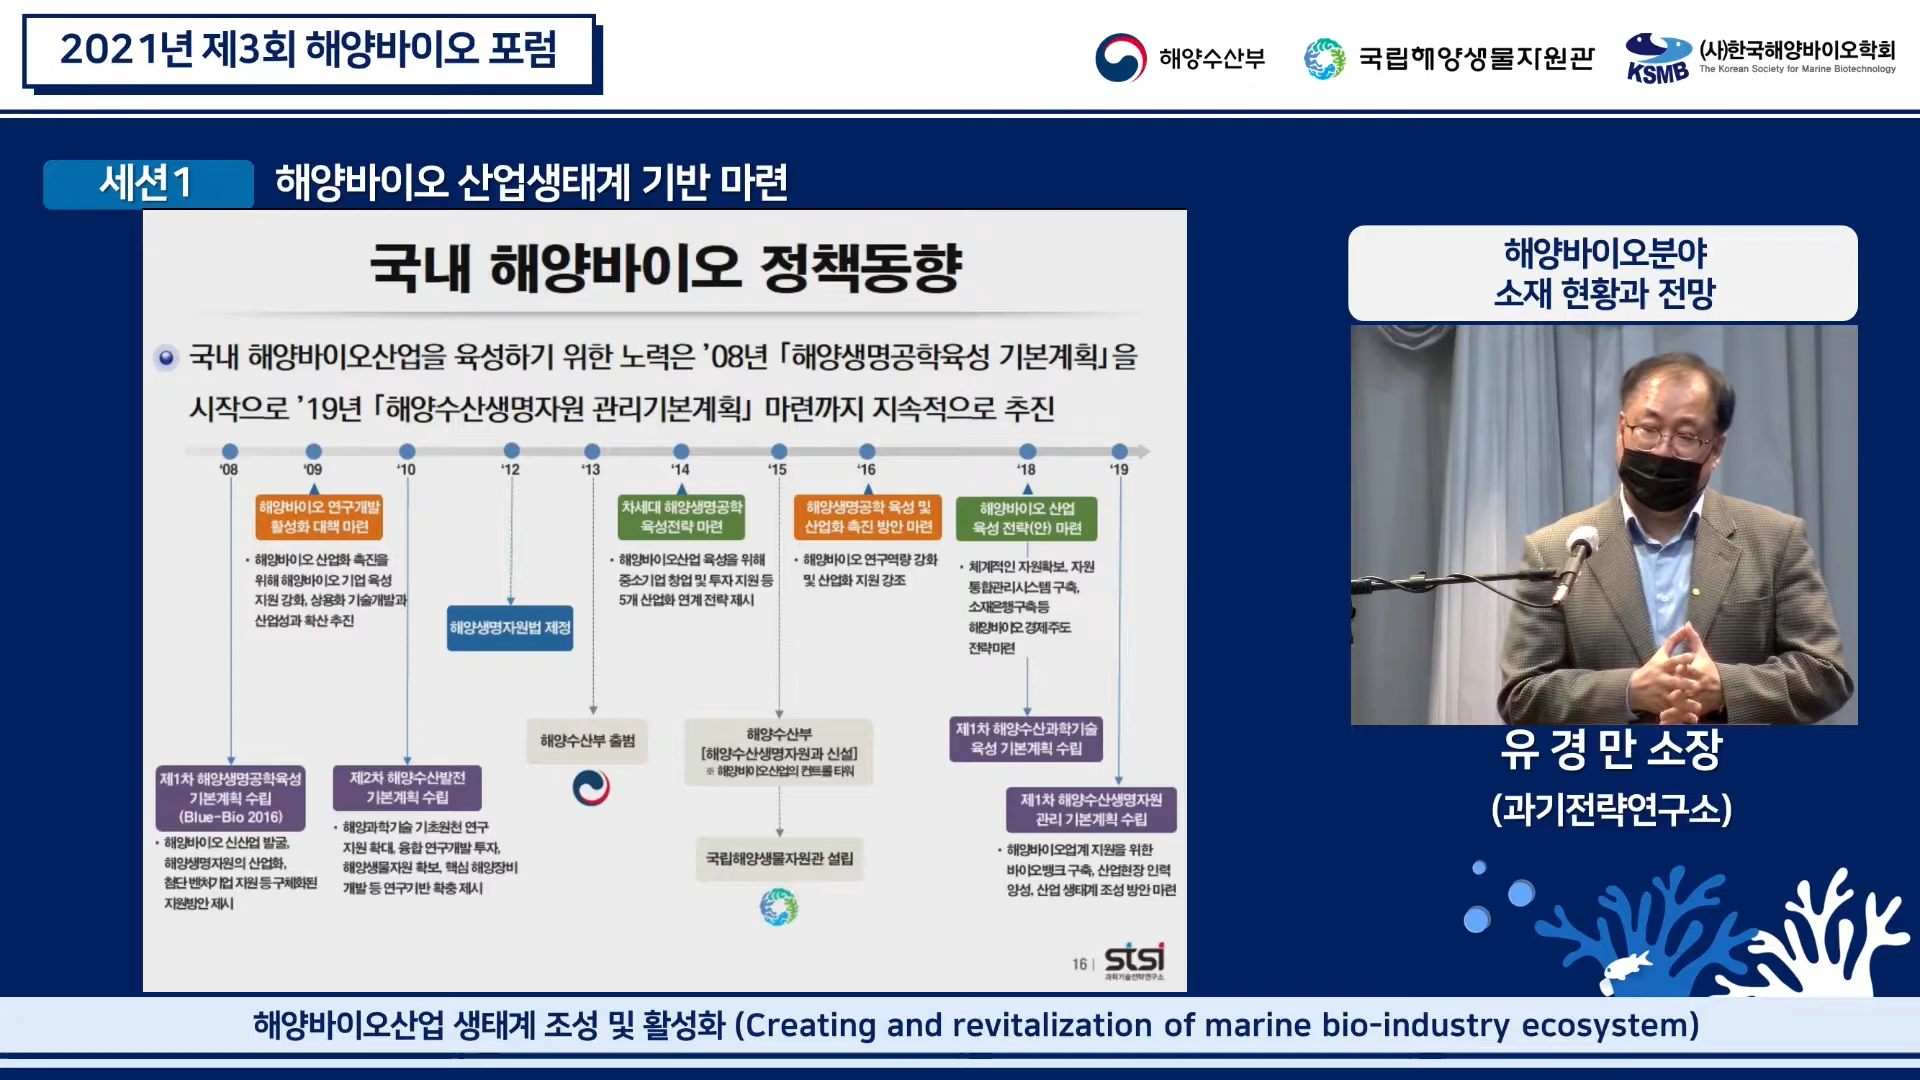 2021년 제3회 해양바이오 포럼
해양수산부
국립해양생물자원관
KSMB
(사)한국해양바이오학회
The Korean Society for Marine Biotechnology
세션1
해양바이오 산업생태계 기반 마련
국내 해양바이오 정책동향
국내 해양바이오산업을 육성하기 위한 노력은 ’08년 「해양생명공학육성 기본계획」을
시작으로 ’19년 「해양수산생명자원 관리기본계획」 마련까지 지속적으로 추진
‘08
‘09
‘10
‘12
‘13
‘14
‘15
‘16
‘18
‘19
해양바이오 연구개발
활성화 대책 마련
• 해양바이오 산업화 촉진을
위해 해양바이오 기업 육성
지원 강화, 상용화 기술개발과
산업성과 확산 추진
해양생명자원법 제정
차세대 해양생명공학
육성전략 마련
• 해양바이오산업 육성을 위해
중소기업 창업 및 투자 지원 등
5개 산업화 연계 전략 제시
해양생명공학 육성 및
산업화 촉진 방안 마련
• 해양바이오 연구역량 강화
및 산업화 지원 강조
해양바이오 산업
육성 전략(안) 마련
• 체계적인 자원확보, 자원
통합관리시스템 구축,
소재은행구축 등
해양바이오 경제 주도
전략 마련
제1차 해양생명공학육성
기본계획 수립
(Blue-Bio 2016)
• 해양바이오 신산업 발굴,
해양생명자원의 산업화,
첨단 벤처기업 지원 등 구체화된
지원방안 제시
제2차 해양수산발전
기본계획 수립
• 해양과학기술 기초원천 연구
지원 확대, 융합 연구개발 투자,
해양생물자원 확보, 핵심 해양장비
개발 등 연구기반 확충 제시
해양수산부 출범
해양수산부
[해양수산생명자원과 신설]
※ 해양바이오산업의 컨트롤 타워
국립해양생물자원관 설립
제1차 해양수산과학기술
육성 기본계획 수립
제1차 해양수산생명자원
관리 기본계획 수립
• 해양바이오업계 지원을 위한
바이오뱅크 구축, 산업현장 인력
양성, 산업 생태계 조성 방안 마련
16 |
stsi
과학기술전략연구소
해양바이오분야
소재 현황과 전망
유 경 만 소장
(과기전략연구소)
해양바이오산업 생태계 조성 및 활성화 (Creating and revitalization of marine bio-industry ecosystem)